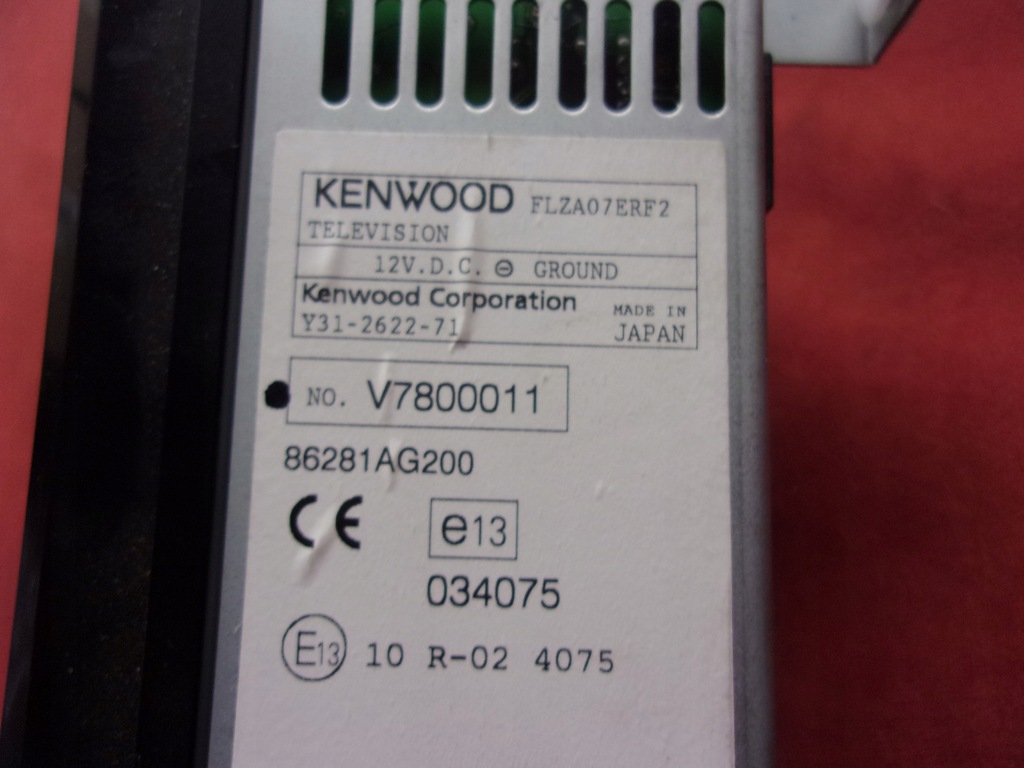 KENWOOD FLZA07ERF2
TELEVISION
12V.D.C. ⊖ GROUND
Kenwood Corporation
Y31-2622-71
MADE IN
JAPAN
NO. V7800011
86281AG200
CE e13
034075
E13 10 R-02 4075